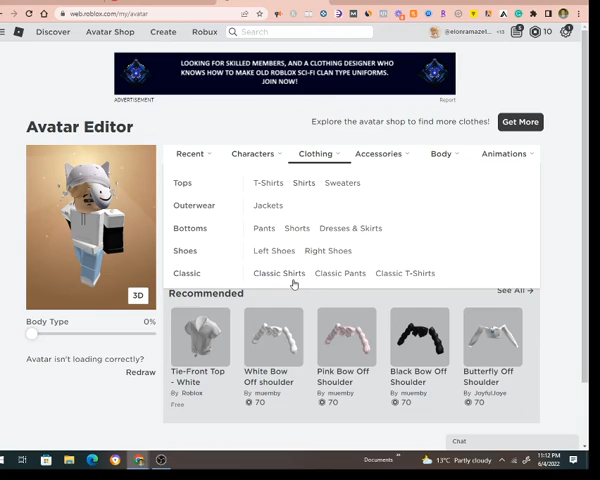 web.roblox.com/my/avatar
Discover Avatar Shop Create Robux Search @elonramazel... +13 10
LOOKING FOR SKILLED MEMBERS, AND A CLOTHING DESIGNER WHO
KNOWS HOW TO MAKE OLD ROBLOX SCI-FI CLAN TYPE UNIFORMS.
JOIN NOW!
ADVERTISEMENT Report
Avatar Editor
Explore the avatar shop to find more clothes! Get More
Recent Characters Clothing Accessories Body Animations
Tops T-Shirts Shirts Sweaters
Outerwear Jackets
Bottoms Pants Shorts Dresses & Skirts
Shoes Left Shoes Right Shoes
Classic Classic Shirts Classic Pants Classic T-Shirts
3D
Recommended See All
Body Type 0%
Avatar isn't loading correctly?
Redraw
Tie-Front Top White Bow Pink Bow Off Black Bow Off Butterfly Off
- White Off shoulder Shoulder Shoulder Shoulder
By Roblox By muermby By muermby By muermby By JoyfulJoye
Free 70 70 70 70
Chat
Documents 13°C Partly cloudy 11:12 PM
6/4/2022